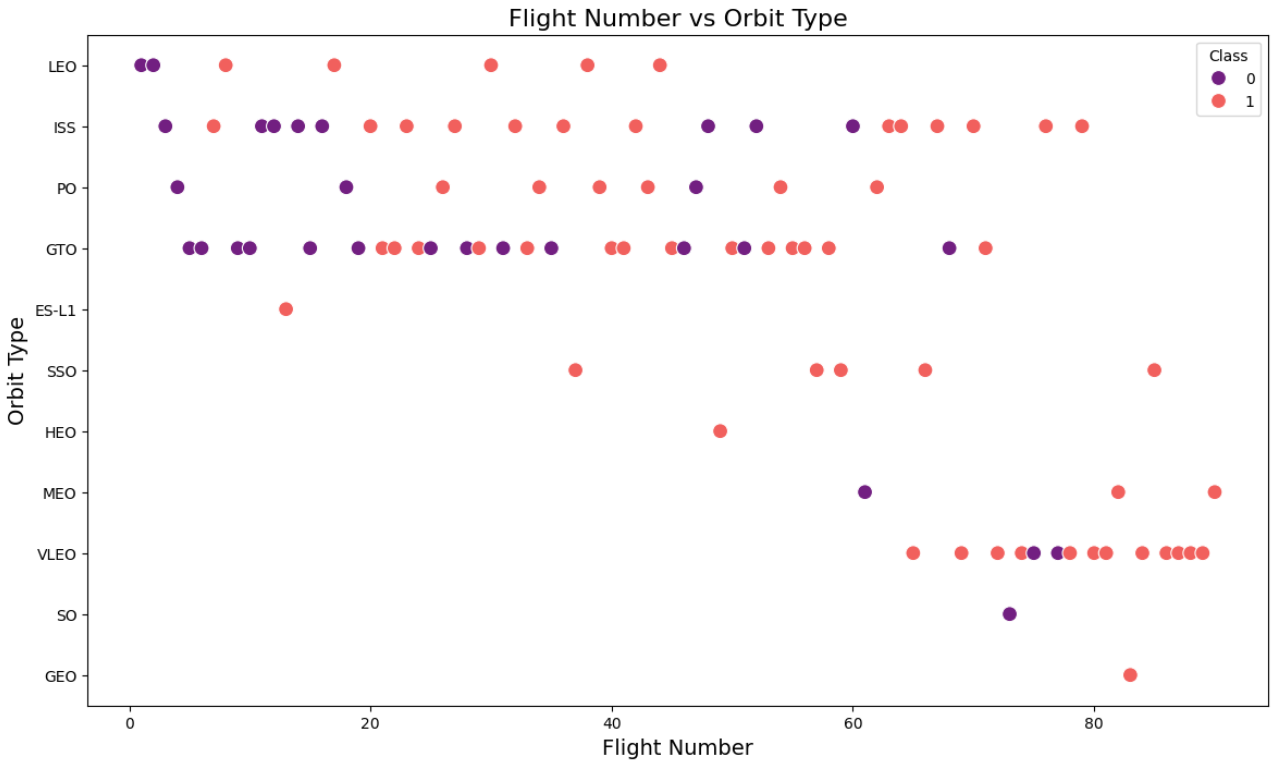 Flight Number vs Orbit Type
Class
0
1
LEO
ISS
PO
GTO
ES-L1
SSO
HEO
MEO
VLEO
SO
GEO
Orbit Type
0 20 40 60 80
Flight Number